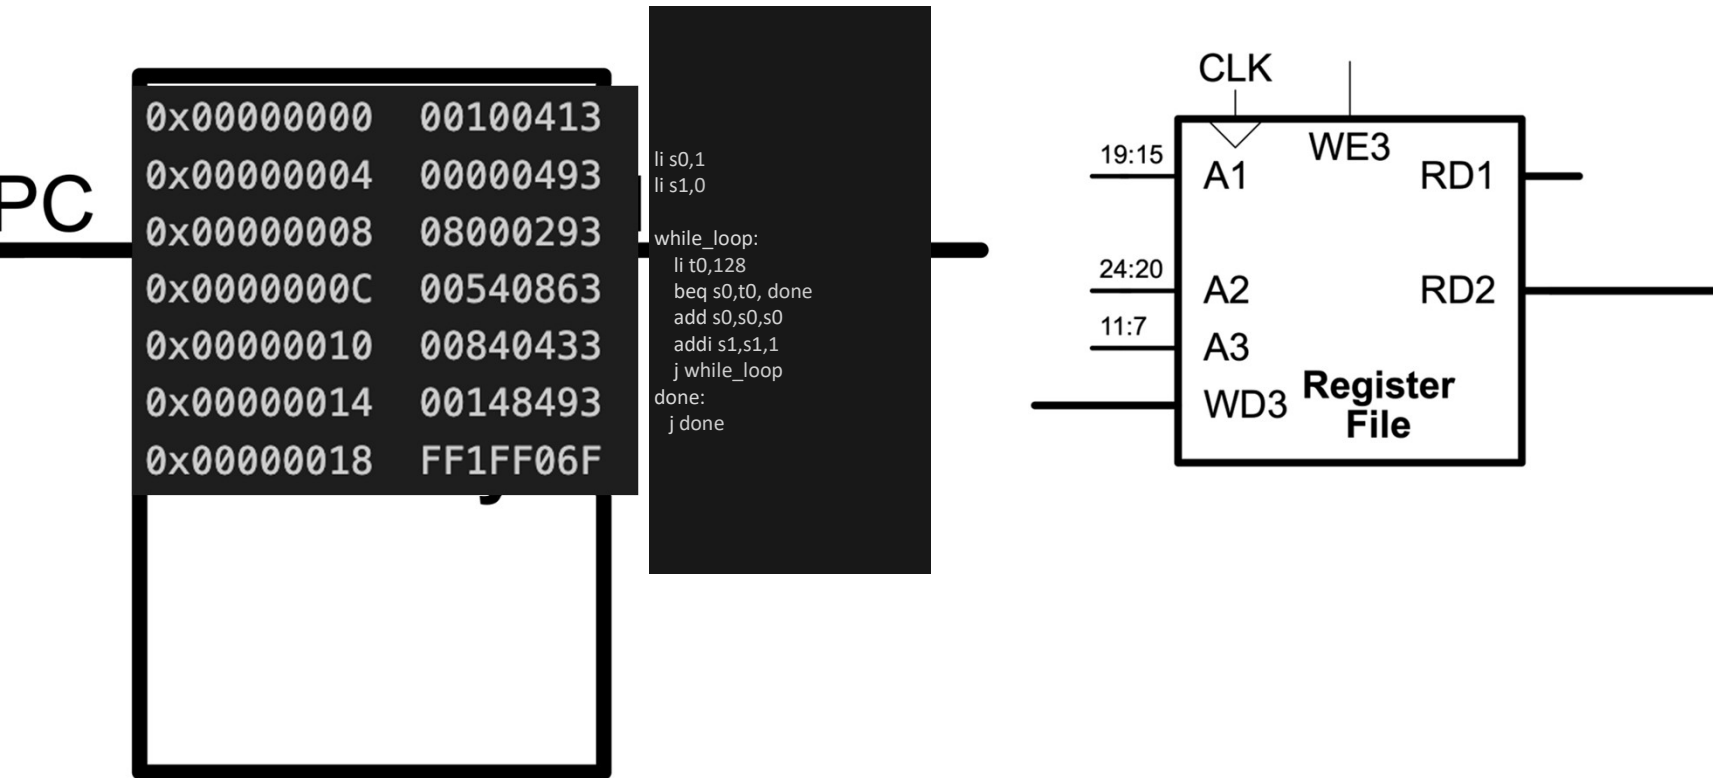 PC
0x00000000 00100413
0x00000004 00000493
0x00000008 08000293
0x0000000C 00540863
0x00000010 00840433
0x00000014 00148493
0x00000018 FF1FF06F
li s0,1
li s1,0
while_loop:
li t0,128
beq s0,t0, done
add s0,s0,s0
addi s1,s1,1
j while_loop
done:
j done
CLK
WE3
19:15
A1
RD1
24:20
A2
RD2
11:7
A3
WD3
Register
File